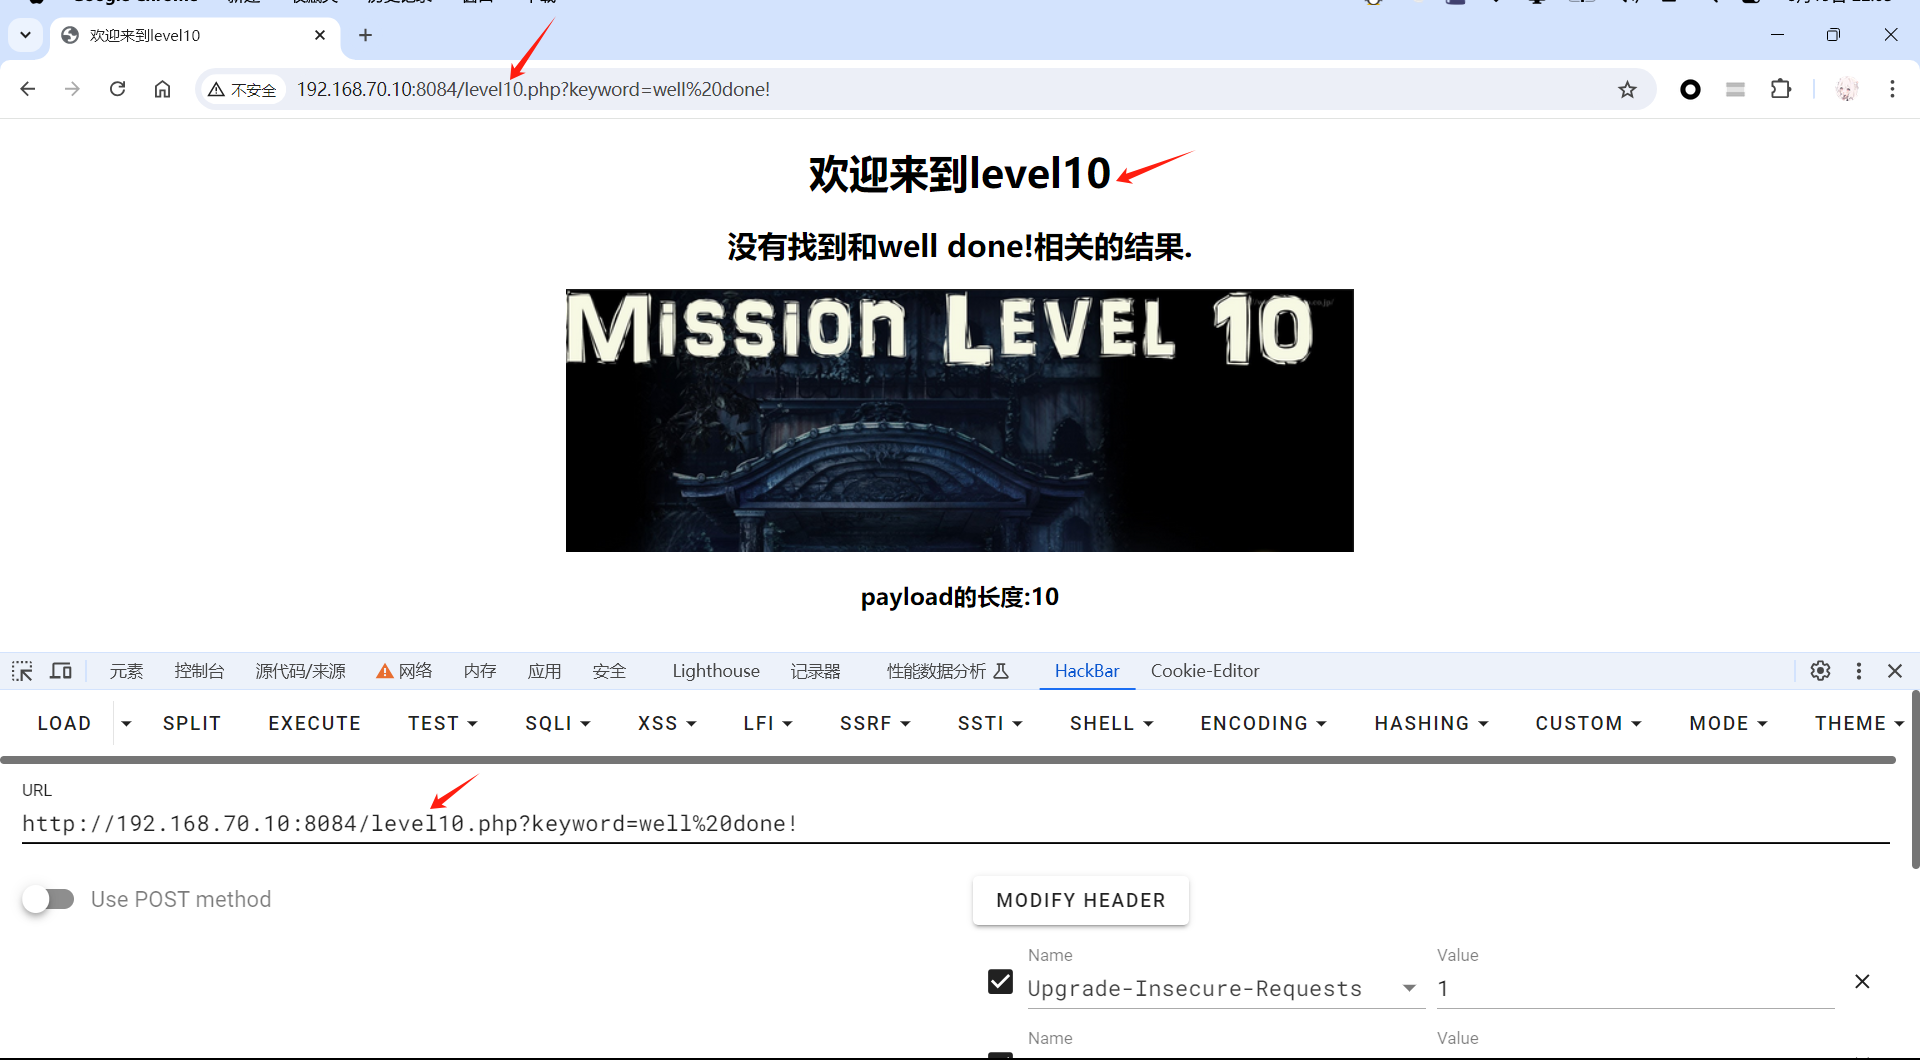 Google Chrome
欢迎来到level10
不安全
192.168.70.10:8084/level10.php?keyword=well%20done!
欢迎来到level10
没有找到和well done!相关的结果.
Mission Level 10
payload的长度:10
元素 控制台 源代码/来源 网络 内存 应用 安全 Lighthouse 记录器 性能数据分析 HackBar Cookie-Editor
LOAD SPLIT EXECUTE TEST SQLI XSS LFI SSRF SSTI SHELL ENCODING HASHING CUSTOM MODE THEME
URL
http://192.168.70.10:8084/level10.php?keyword=well%20done!
Use POST method
MODIFY HEADER
Name Value
Upgrade-Insecure-Requests 1
Name Value